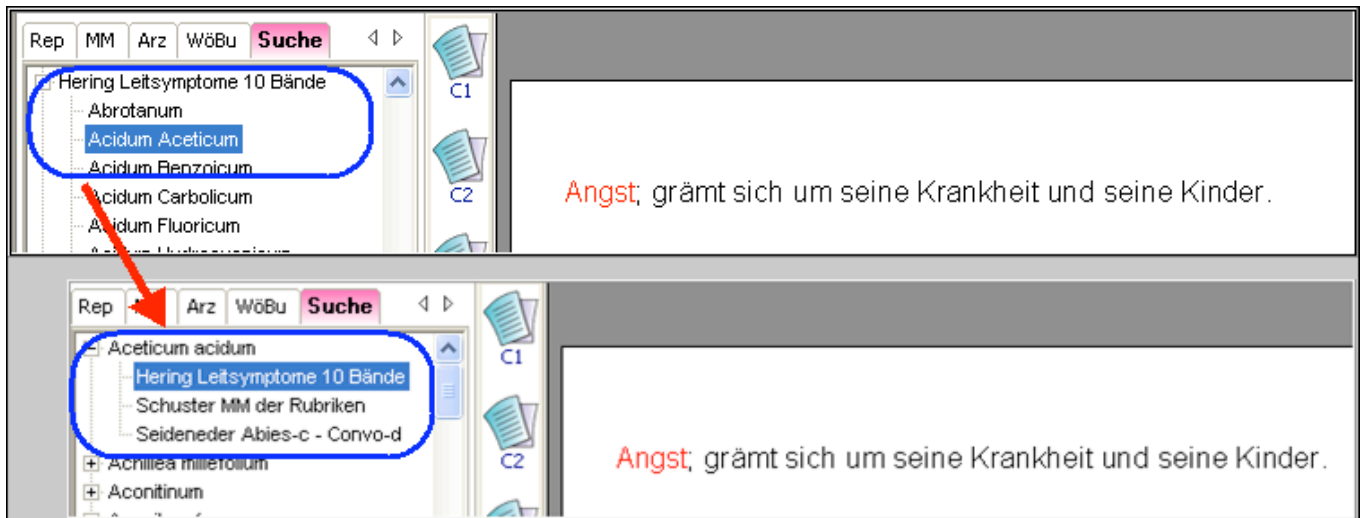 Rep MM Arz WöBu Suche
Hering Leitsymptome 10 Bände
Abrotanum
Acidum Aceticum
Acidum Benzoicum
Acidum Carbolicum
Acidum Fluoricum
C1
C2
Angst; grämt sich um seine Krankheit und seine Kinder.
Rep Arz WöBu Suche
Aceticum acidum
Hering Leitsymptome 10 Bände
Schuster MM der Rubriken
Seideneder Abies-c - Convo-d
Achillea millefolium
Aconitinum
C1
C2
Angst; grämt sich um seine Krankheit und seine Kinder.